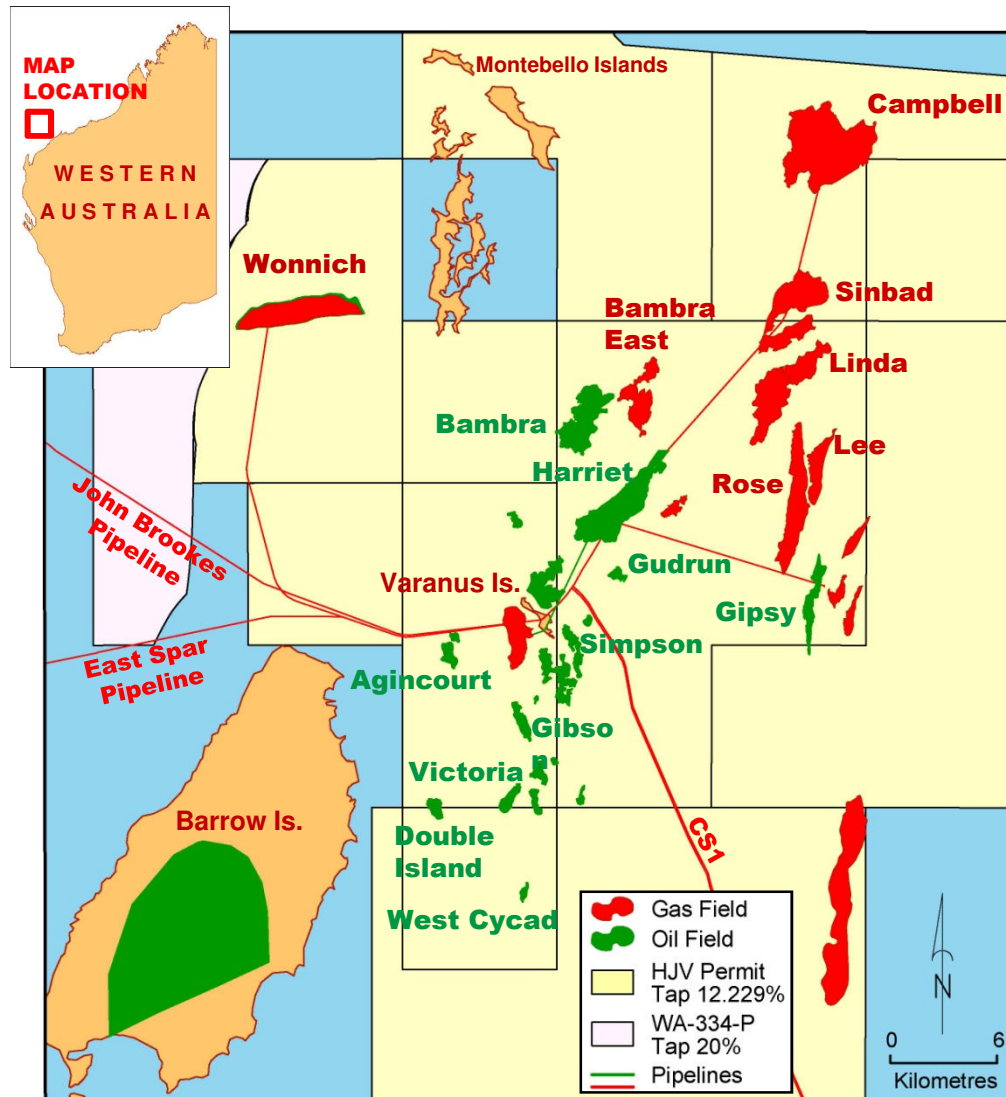 MAP
LOCATION
WESTERN
AUSTRALIA
Montebello Islands
Campbell
Wonnich
Sinbad
Bambra
East
Linda
Bambra
Lee
Harriet
Rose
John Brookes
Pipeline
Gudrun
Varanus Is.
Gipsy
Simpson
East Spar
Pipeline
Agincourt
Gibso
n
Victoria
Barrow Is.
Double
Island
CS1
West Cycad
Gas Field
Oil Field
HJV Permit
Tap 12.229%
WA-334-P
Tap 20%
Pipelines
N
0 6
Kilometres